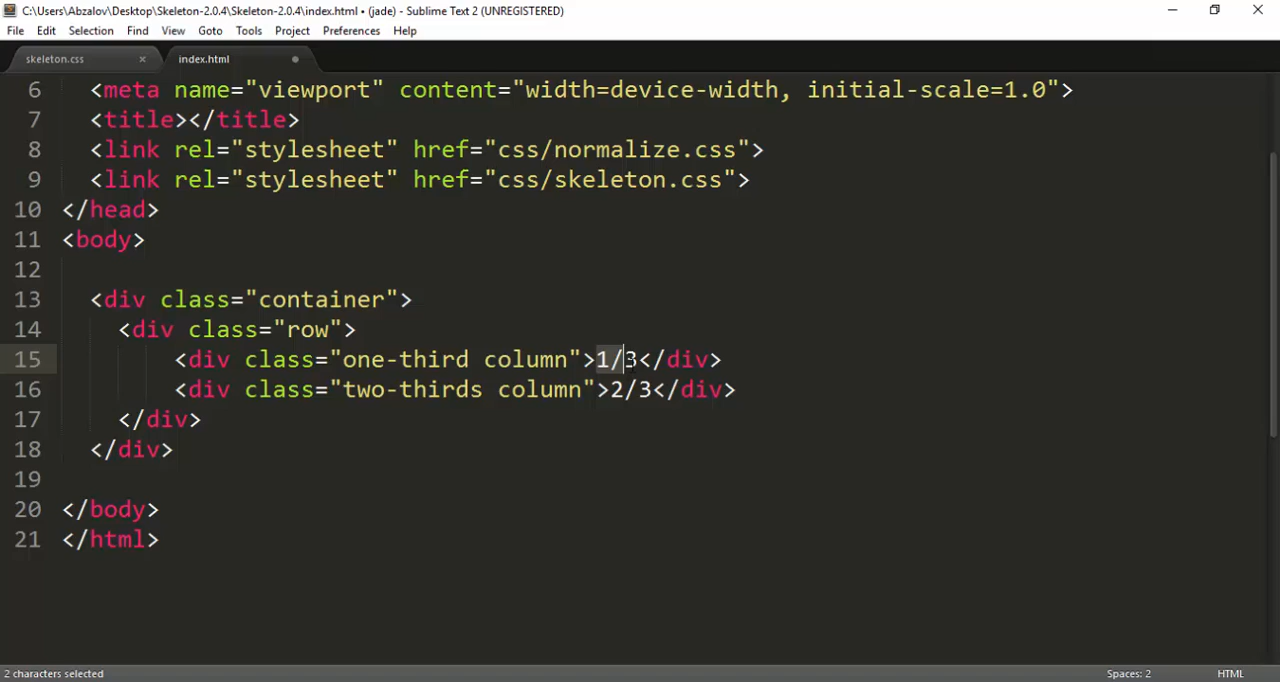 C:\Users\Abzalov\Desktop\Skeleton-2.0.4\Skeleton-2.0.4\index.html • (jade) - Sublime Text 2 (UNREGISTERED)
File Edit Selection Find View Goto Tools Project Preferences Help
skeleton.css × index.html
6 <meta name="viewport" content="width=device-width, initial-scale=1.0">
7 <title></title>
8 <link rel="stylesheet" href="css/normalize.css">
9 <link rel="stylesheet" href="css/skeleton.css">
10 </head>
11 <body>
12
13 <div class="container">
14 <div class="row">
15 <div class="one-third column">1/3</div>
16 <div class="two-thirds column">2/3</div>
17 </div>
18 </div>
19
20 </body>
21 </html>
2 characters selected Spaces: 2 HTML